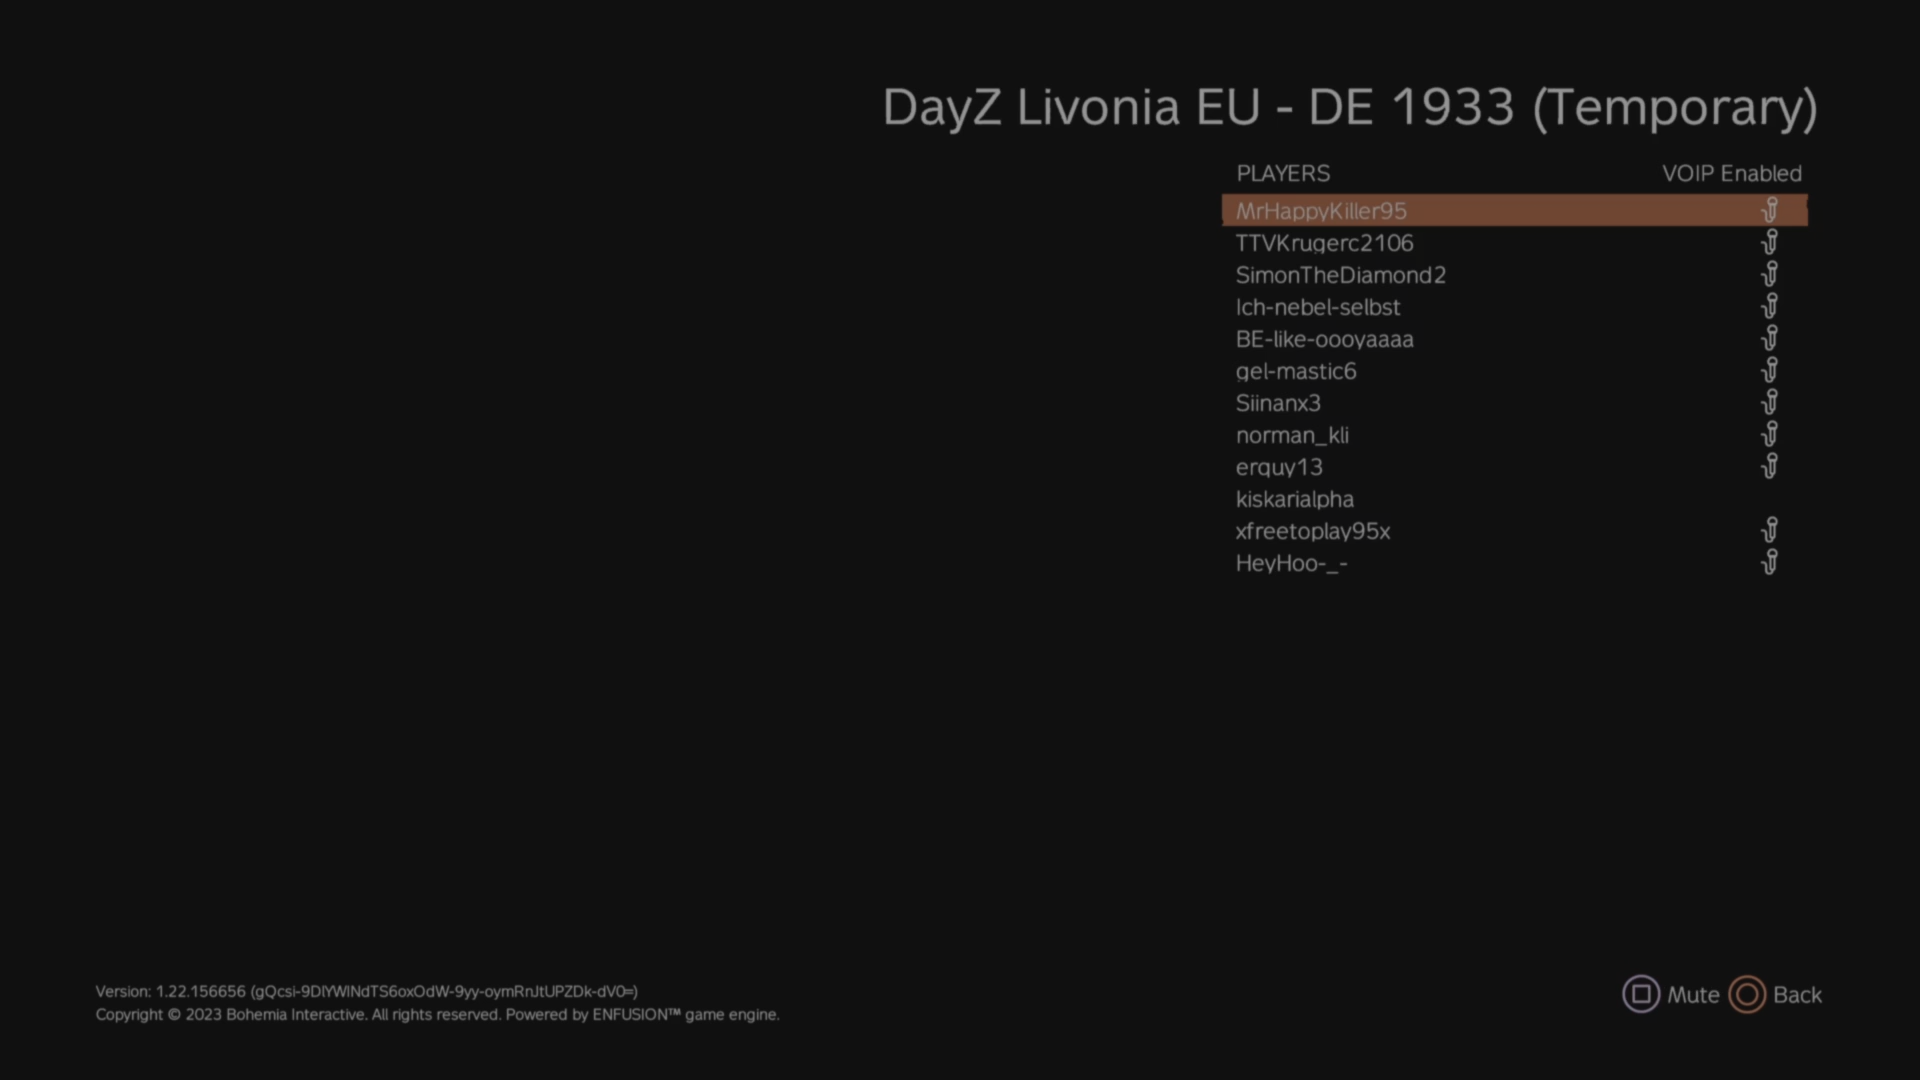 DayZ Livonia EU - DE 1933 (Temporary)
PLAYERS VOIP Enabled
MrHappyKiller95
TTVKrugerc2106
SimonTheDiamond2
Ich-nebel-selbst
BE-like-oooyaaaa
gel-mastic6
Siinanx3
norman_kli
erquy13
kiskarialpha
xfreetoplay95x
HeyHoo-_-
Version: 1.22.156656 (gQcsi-9DlYWlNdTS6oxOdW-9yy-oymRnJtUPZDk-dV0=)
Copyright © 2023 Bohemia Interactive. All rights reserved. Powered by ENFUSION™ game engine.
Mute Back